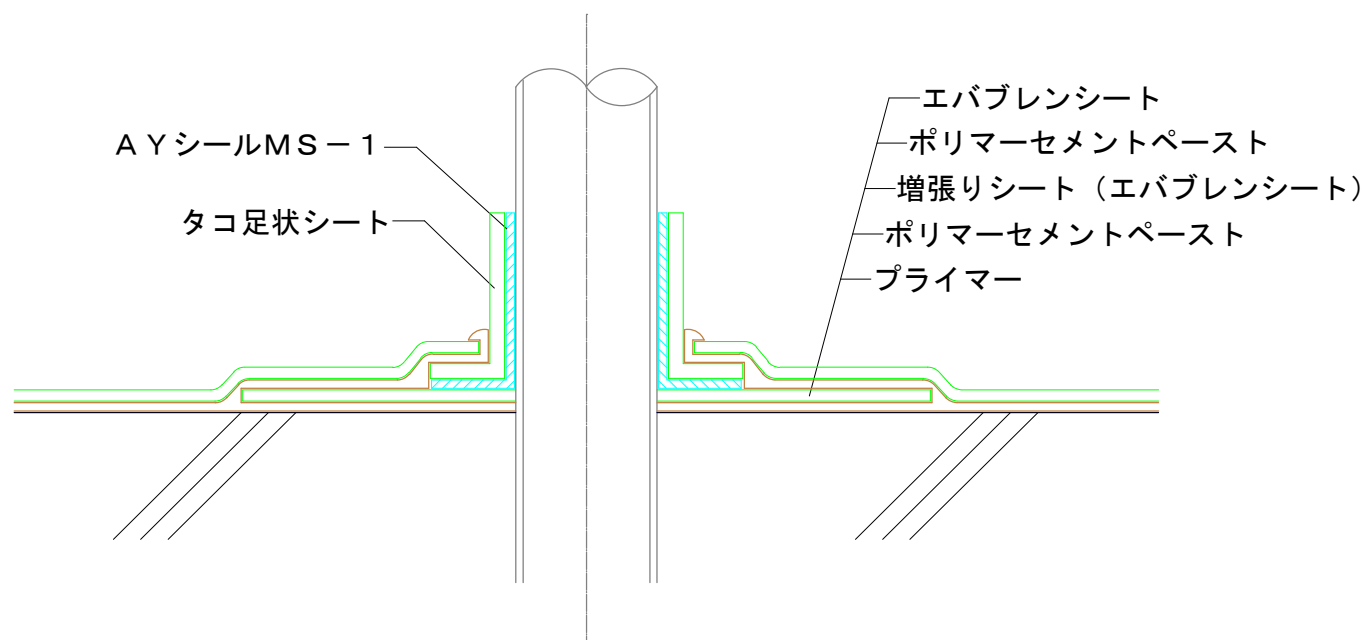 AYシールMS－1
タコ足状シート
エバブレンシート
ポリマーセメントペースト
増張りシート（エバブレンシート）
ポリマーセメントペースト
プライマー